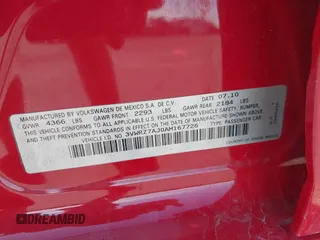 MANUFACTURED BY VOLKSWAGEN DE MEXICO S.A. DE C.V. 07.10
GVWR 4366 LBS GAWR FRONT 2293 LBS GAWR REAR 2184 LBS
THIS VEHICLE CONFORMS TO ALL APPLICABLE FEDERAL MOTOR VEHICLE SAFETY, BUMPER,
AND THEFT PREVENTION STANDARDS IN EFFECT ON THE DATE OF MANUFACTURE SHOWN ABOVE
VEHICLE I.D. NO. 3VWRZ7AJ0AM167726 TYPE: PASSENGER CAR
DREAMBID